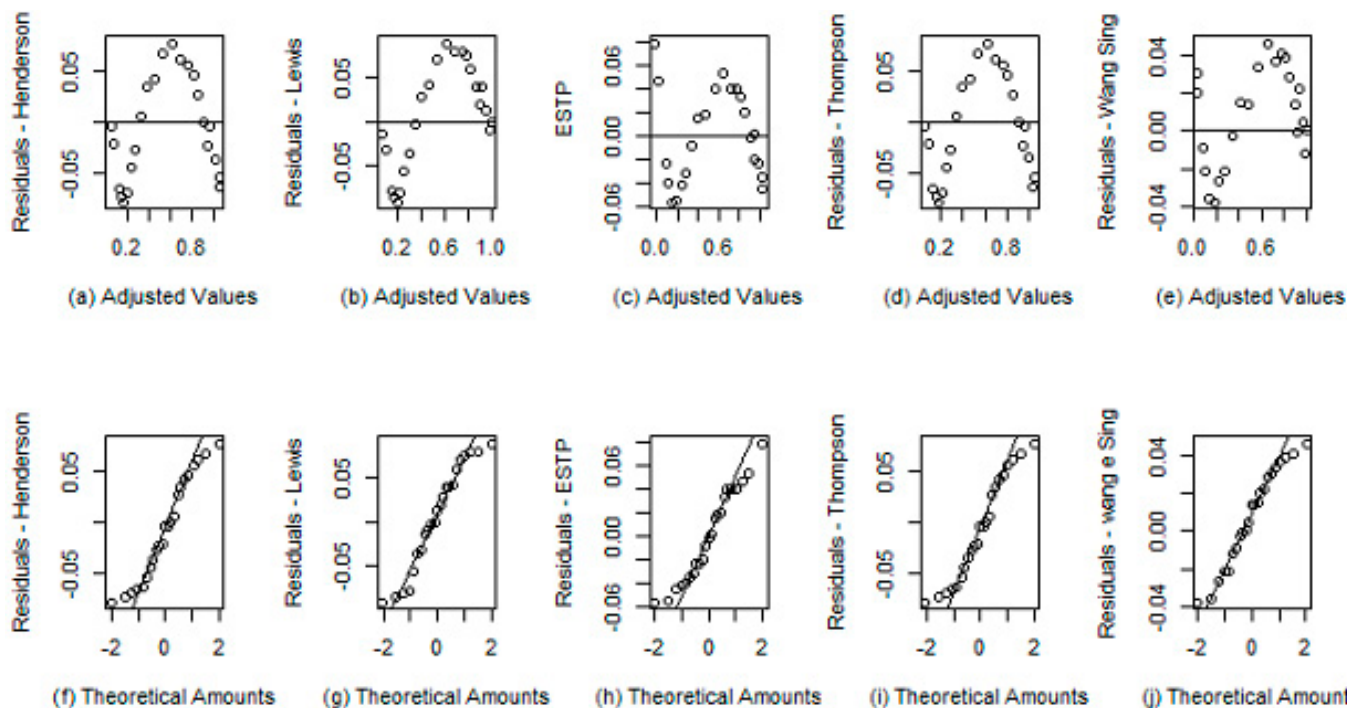 Residuals - Henderson
0.05
-0.05
0.2 0.8
(a) Adjusted Values
Residuals - Lewis
0.05
-0.05
0.2 0.6 1.0
(b) Adjusted Values
ESTP
0.06
0.00
-0.06
0.0 0.6
(c) Adjusted Values
Residuals - Thompson
0.05
-0.05
0.2 0.8
(d) Adjusted Values
Residuals - Wang Sing
0.04
0.00
-0.04
0.0 0.6
(e) Adjusted Values
Residuals - Henderson
0.05
-0.05
-2 0 2
(f) Theoretical Amounts
Residuals - Lewis
0.05
-0.05
-2 0 2
(g) Theoretical Amounts
Residuals - ESTP
0.06
0.00
-0.06
-2 0 2
(h) Theoretical Amounts
Residuals - Thompson
0.05
-0.05
-2 0 2
(i) Theoretical Amounts
Residuals - wang e Sing
0.04
0.00
-0.04
-2 0 2
(j) Theoretical Amount